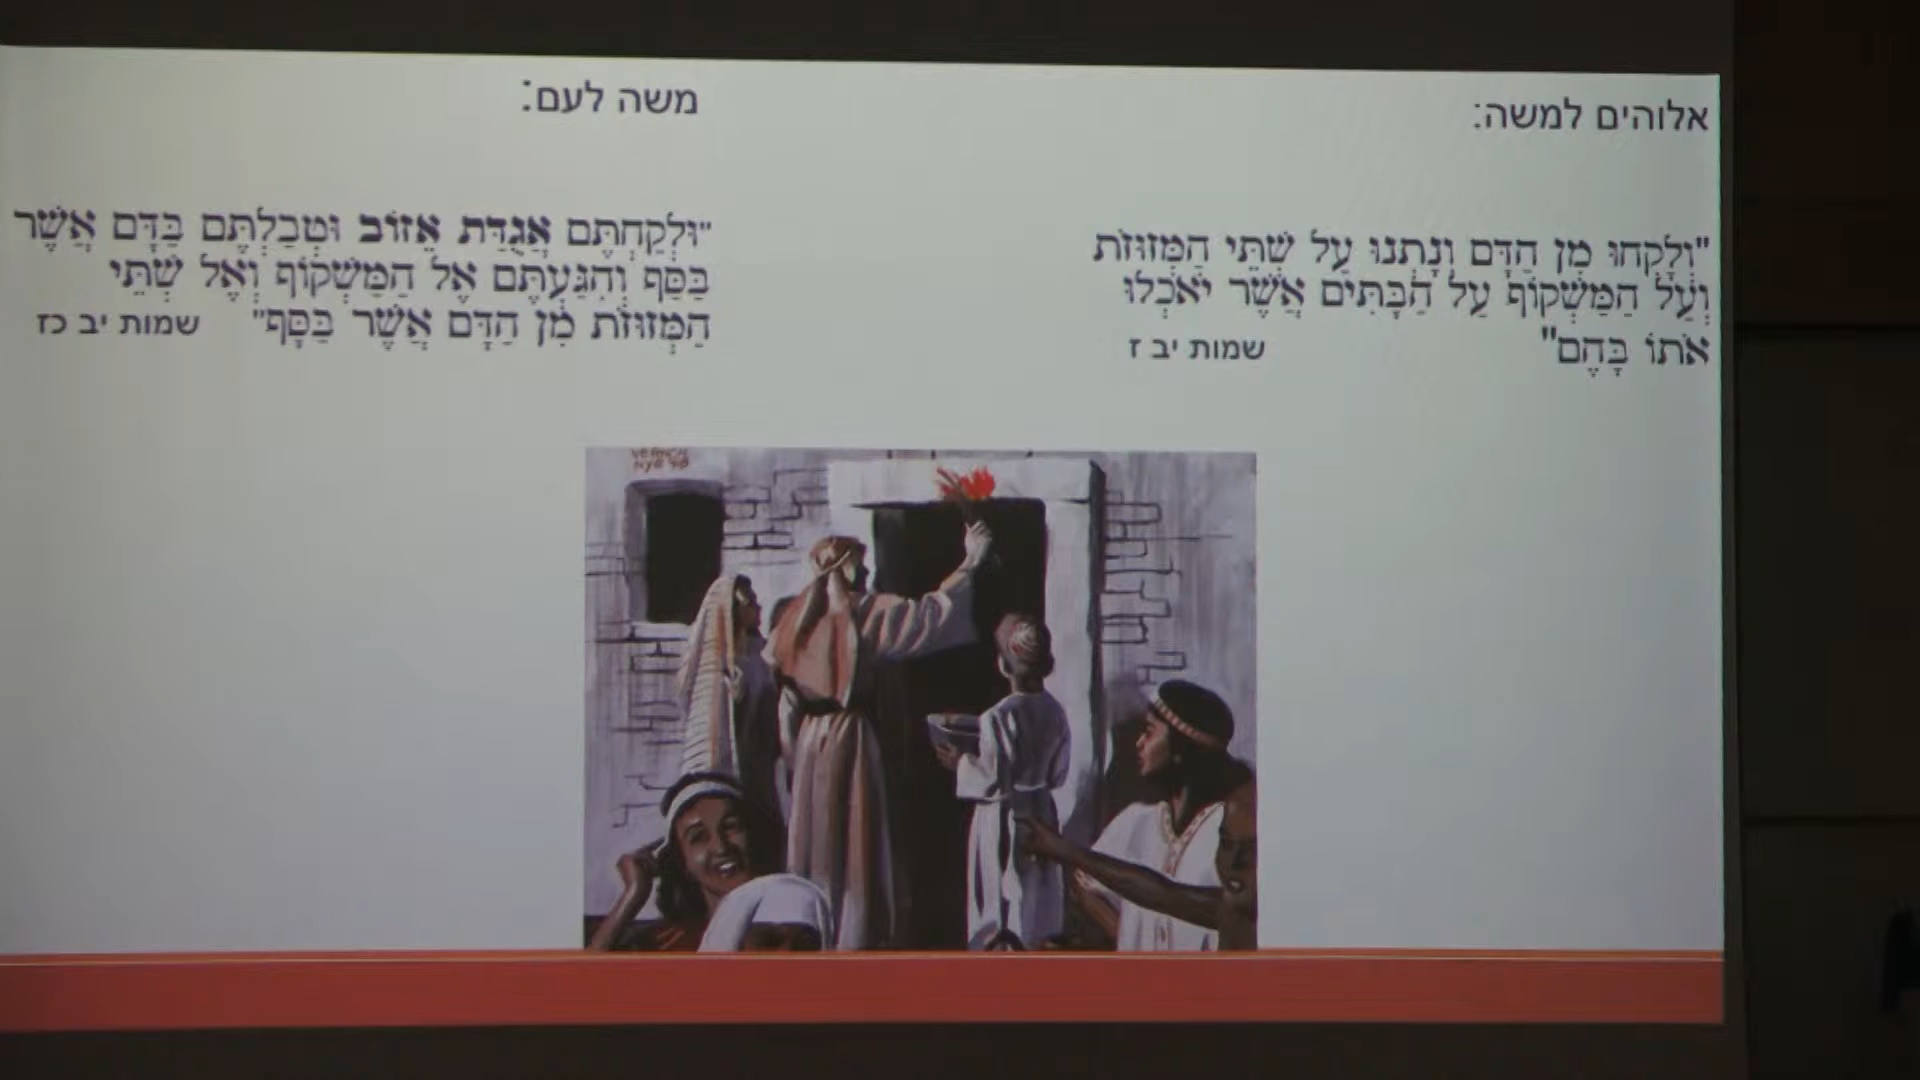 אלוהים למשה:
"וְלָקְחוּ מִן הַדָּם וְנָתְנוּ עַל שְׁתֵּי הַמְּזוּזֹת
וְעַל הַמַּשְׁקוֹף עַל הַבָּתִּים אֲשֶׁר יֹאכְלוּ
אֹתוֹ בָּהֶם" שמות יב ז
משה לעם:
"וּלְקַחְתֶּם אֲגֻדַּת אֵזוֹב וּטְבַלְתֶּם בַּדָּם אֲשֶׁר
בַּסַּף וְהִגַּעְתֶּם אֶל הַמַּשְׁקוֹף וְאֶל שְׁתֵּי
הַמְּזוּזֹת מִן הַדָּם אֲשֶׁר בַּסָּף" שמות יב כז